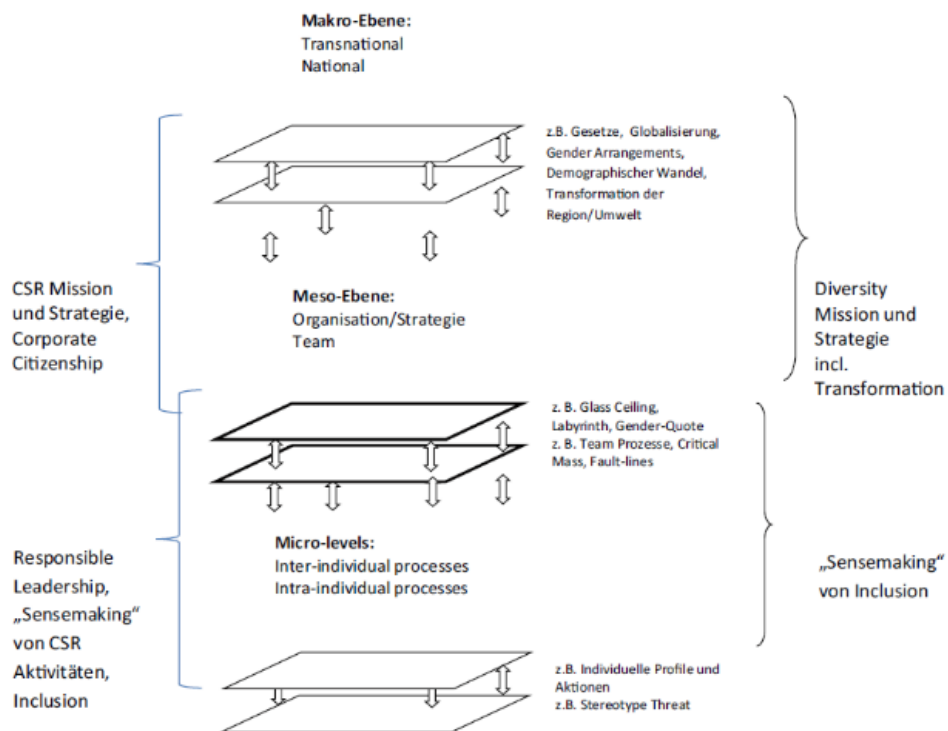 Makro-Ebene:
Transnational
National
z.B. Gesetze, Globalisierung,
Gender Arrangements,
Demographischer Wandel,
Transformation der
Region/Umwelt
CSR Mission
und Strategie,
Corporate
Citizenship
Meso-Ebene:
Organisation/Strategie
Team
Diversity
Mission und
Strategie
incl.
Transformation
z. B. Glass Ceiling,
Labyrinth, Gender-Quote
z. B. Team Prozesse, Critical
Mass, Fault-lines
Micro-levels:
Inter-individual processes
Intra-individual processes
Responsible
Leadership,
„Sensemaking“
von CSR
Aktivitäten,
Inclusion
„Sensemaking“
von Inclusion
z.B. Individuelle Profile und
Aktionen
z.B. Stereotype Threat